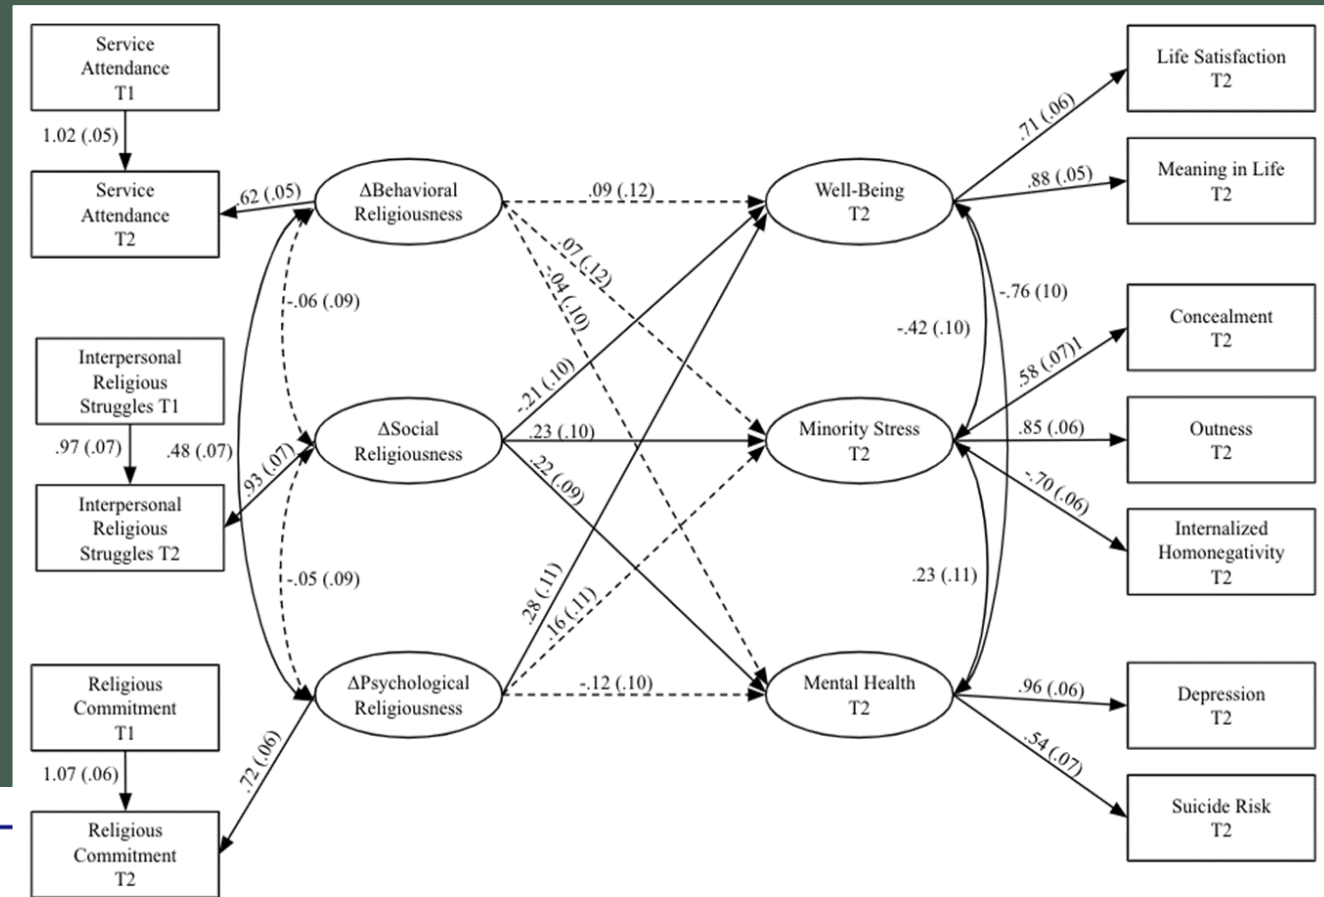 Service
Attendance
T1
1.02 (.05)
Service
Attendance
T2
.62 (.05)
ΔBehavioral
Religiousness
-.06 (.09)
Interpersonal
Religious
Struggles T1
.97 (.07)
.48 (.07)
Interpersonal
Religious
Struggles T2
.93 (.07)
ΔSocial
Religiousness
-.05 (.09)
Religious
Commitment
T1
1.07 (.06)
Religious
Commitment
T2
.72 (.06)
ΔPsychological
Religiousness
.09 (.12)
.07 (.12)
-.04 (.10)
-.21 (.10)
.23 (.10)
.22 (.09)
.28 (.11)
.16 (.11)
-.12 (.10)
Well-Being
T2
Minority Stress
T2
Mental Health
T2
-.42 (.10)
-.76 (10)
.23 (.11)
.71 (.06)
.88 (.05)
.58 (.07)1
.85 (.06)
-.70 (.06)
.96 (.06)
.54 (.07)
Life Satisfaction
T2
Meaning in Life
T2
Concealment
T2
Outness
T2
Internalized
Homonegativity
T2
Depression
T2
Suicide Risk
T2